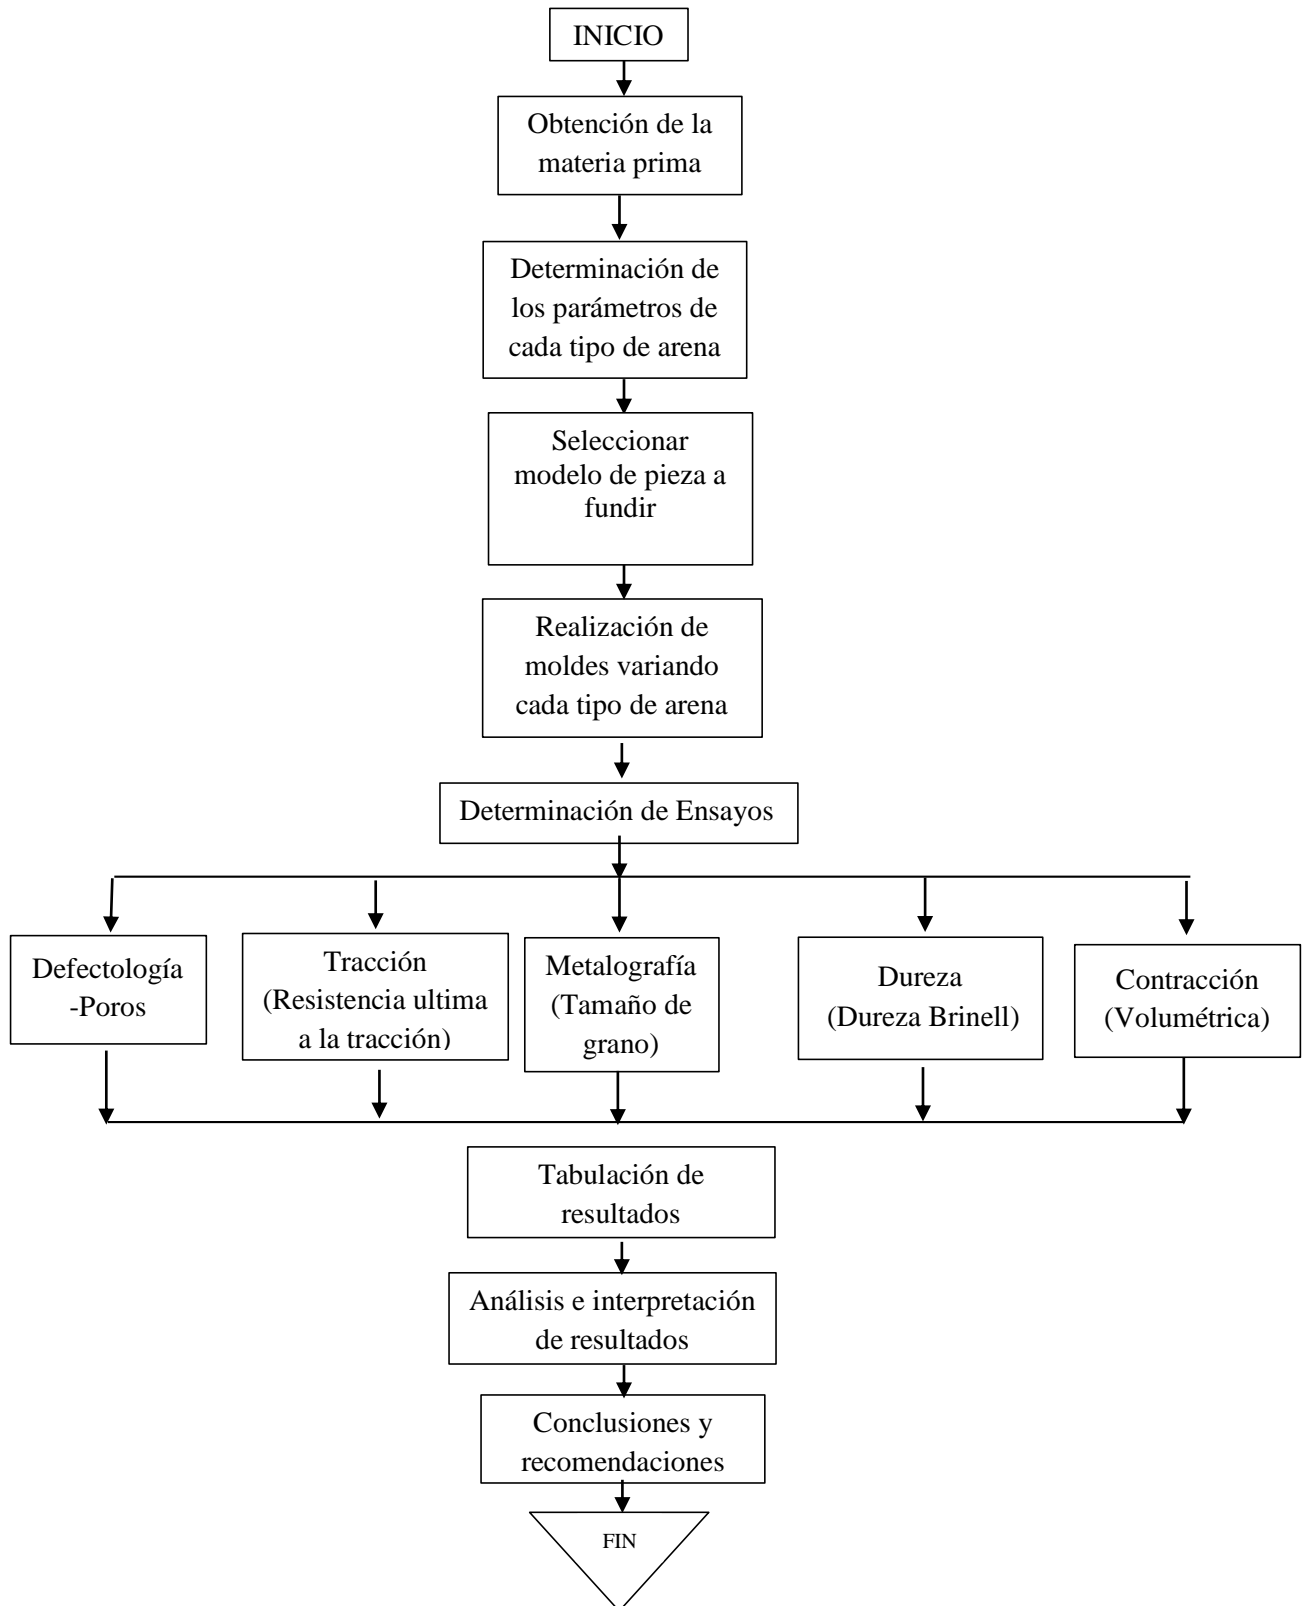 INICIO
Obtención de la
materia prima
Determinación de
los parámetros de
cada tipo de arena
Seleccionar
modelo de pieza a
fundir
Realización de
moldes variando
cada tipo de arena
Determinación de Ensayos
Defectología
-Poros
Tracción
(Resistencia ultima
a la tracción)
Metalografía
(Tamaño de
grano)
Dureza
(Dureza Brinell)
Contracción
(Volumétrica)
Tabulación de
resultados
Análisis e interpretación
de resultados
Conclusiones y
recomendaciones
FIN